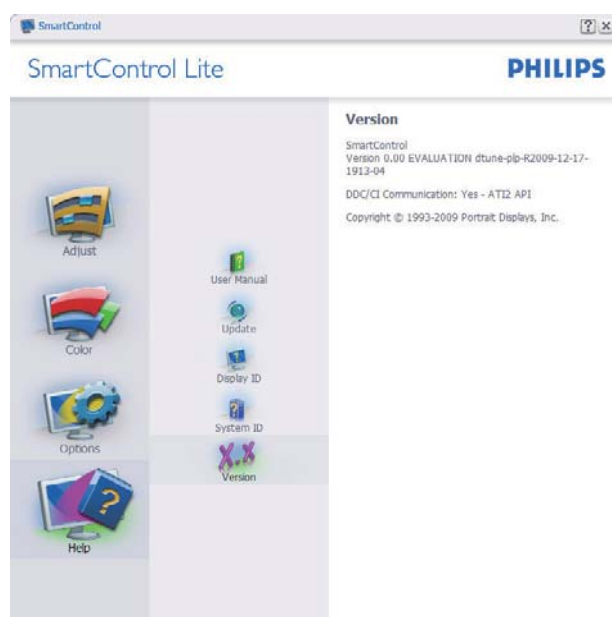 SmartControl
SmartControl Lite
PHILIPS
Adjust
Color
Options
Help
User Manual
Update
Display ID
System ID
X.X
Version
Version
SmartControl
Version 0.00 EVALUATION dtune-plp-R2009-12-17-
1913-04
DDC/CI Communication: Yes - ATI2 API
Copyright © 1993-2009 Portrait Displays, Inc.